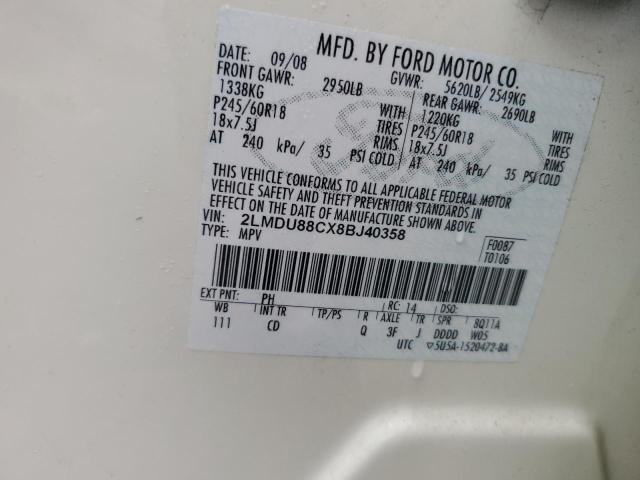 MFD. BY FORD MOTOR CO.
DATE: 09/08 GVWR: 5620LB/ 2549KG
FRONT GAWR: 2950LB REAR GAWR: 2690LB
1338KG 1220KG
P245/60R18 TIRES P245/60R18 TIRES
18x7.5J RIMS 18x7.5J RIMS
AT 240 kPa/ 35 PSI COLD AT 240 kPa/ 35 PSI COLD
THIS VEHICLE CONFORMS TO ALL APPLICABLE FEDERAL MOTOR
VEHICLE SAFETY AND THEFT PREVENTION STANDARDS IN
EFFECT ON THE DATE OF MANUFACTURE SHOWN ABOVE.
VIN: 2LMDU88CX8BJ40358 F0087
TYPE: MPV T0106
EXT PNT: PH RC: 14 DSO:
WB INT TR TP/PS R AXLE TR SPR 8Q11A
111 CD Q 3F J DDDD W05
UTC ▽5U5A-1520472-BA